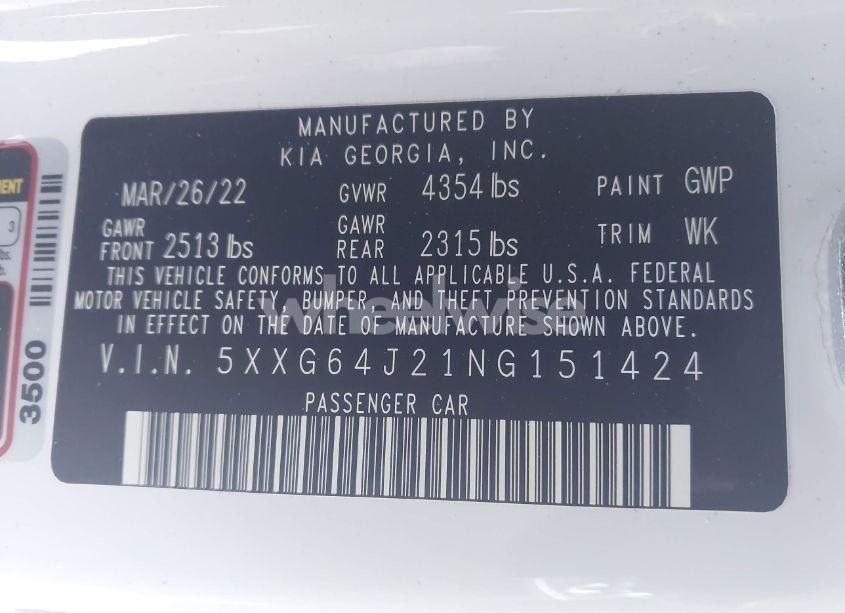 MANUFACTURED BY
KIA GEORGIA, INC.
MAR/26/22 GVWR 4354 lbs PAINT GWP
GAWR FRONT 2513 lbs GAWR REAR 2315 lbs TRIM WK
THIS VEHICLE CONFORMS TO ALL APPLICABLE U.S.A. FEDERAL
MOTOR VEHICLE SAFETY, BUMPER, AND THEFT PREVENTION STANDARDS
IN EFFECT ON THE DATE OF MANUFACTURE SHOWN ABOVE.
V.I.N. 5XXG64J21NG151424
PASSENGER CAR
wheelwise
3500
3